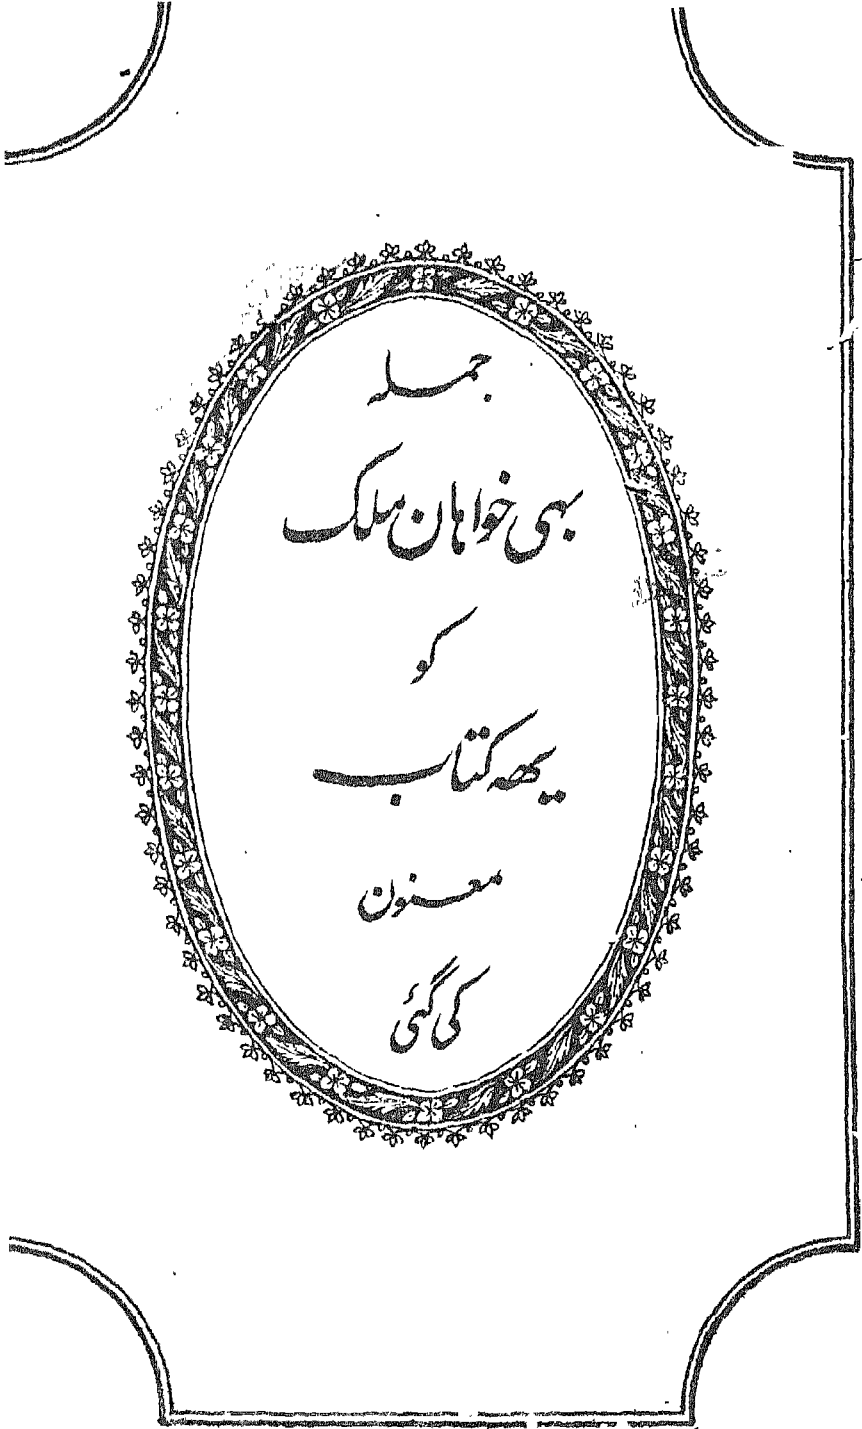 جملہ
بہی خواہان ملک
کو
یہہ کتاب
معنون
کی گئی